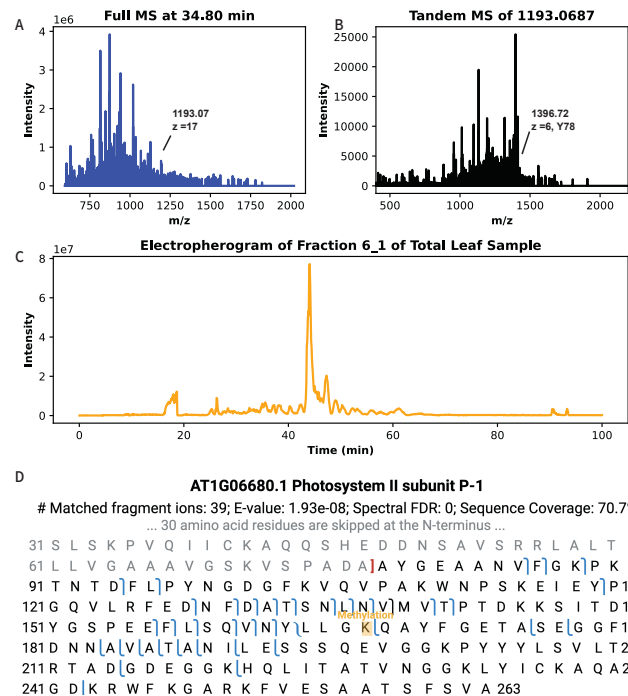 A
Full MS at 34.80 min
1e6
Intensity
4
3
2
1
0
1193.07
z =17
750 1000 1250 1500 1750 2000
m/z
B
Tandem MS of 1193.0687
Intensity
25000
20000
15000
10000
5000
0
1396.72
z =6, Y78
500 1000 1500 2000
m/z
C
Electropherogram of Fraction 6_1 of Total Leaf Sample
1e7
Intensity
8
6
4
2
0
0 20 40 60 80 100
Time (min)
D
AT1G06680.1 Photosystem II subunit P-1
# Matched fragment ions: 39; E-value: 1.93e-08; Spectral FDR: 0; Sequence Coverage: 70.7%
... 30 amino acid residues are skipped at the N-terminus ...
31 S L S K P V Q I I C K A Q Q S H E D D N S A V S R R L A L T
61 L L V G A A A V G S K V S P A D A ] A Y G E A A N V F G K P K
91 T N T D F L P Y N G D G F K V Q V P A K W N P S K E I E Y P 1
121 G Q V L R F E D N F D A T S N L N V M V T P T D K K S I T D 1
Methylation
151 Y G S P E E F L S Q V N Y L L G K Q A Y F G E T A S E G G F 1
181 D N N A V A T A N I L E S S S Q E V G G K P Y Y Y L S V L T 2
211 R T A D G D E G G K H Q L I T A T V N G G K L Y I C K A Q A 2
241 G D K R W F K G A R K F V E S A A T S F S V A 263